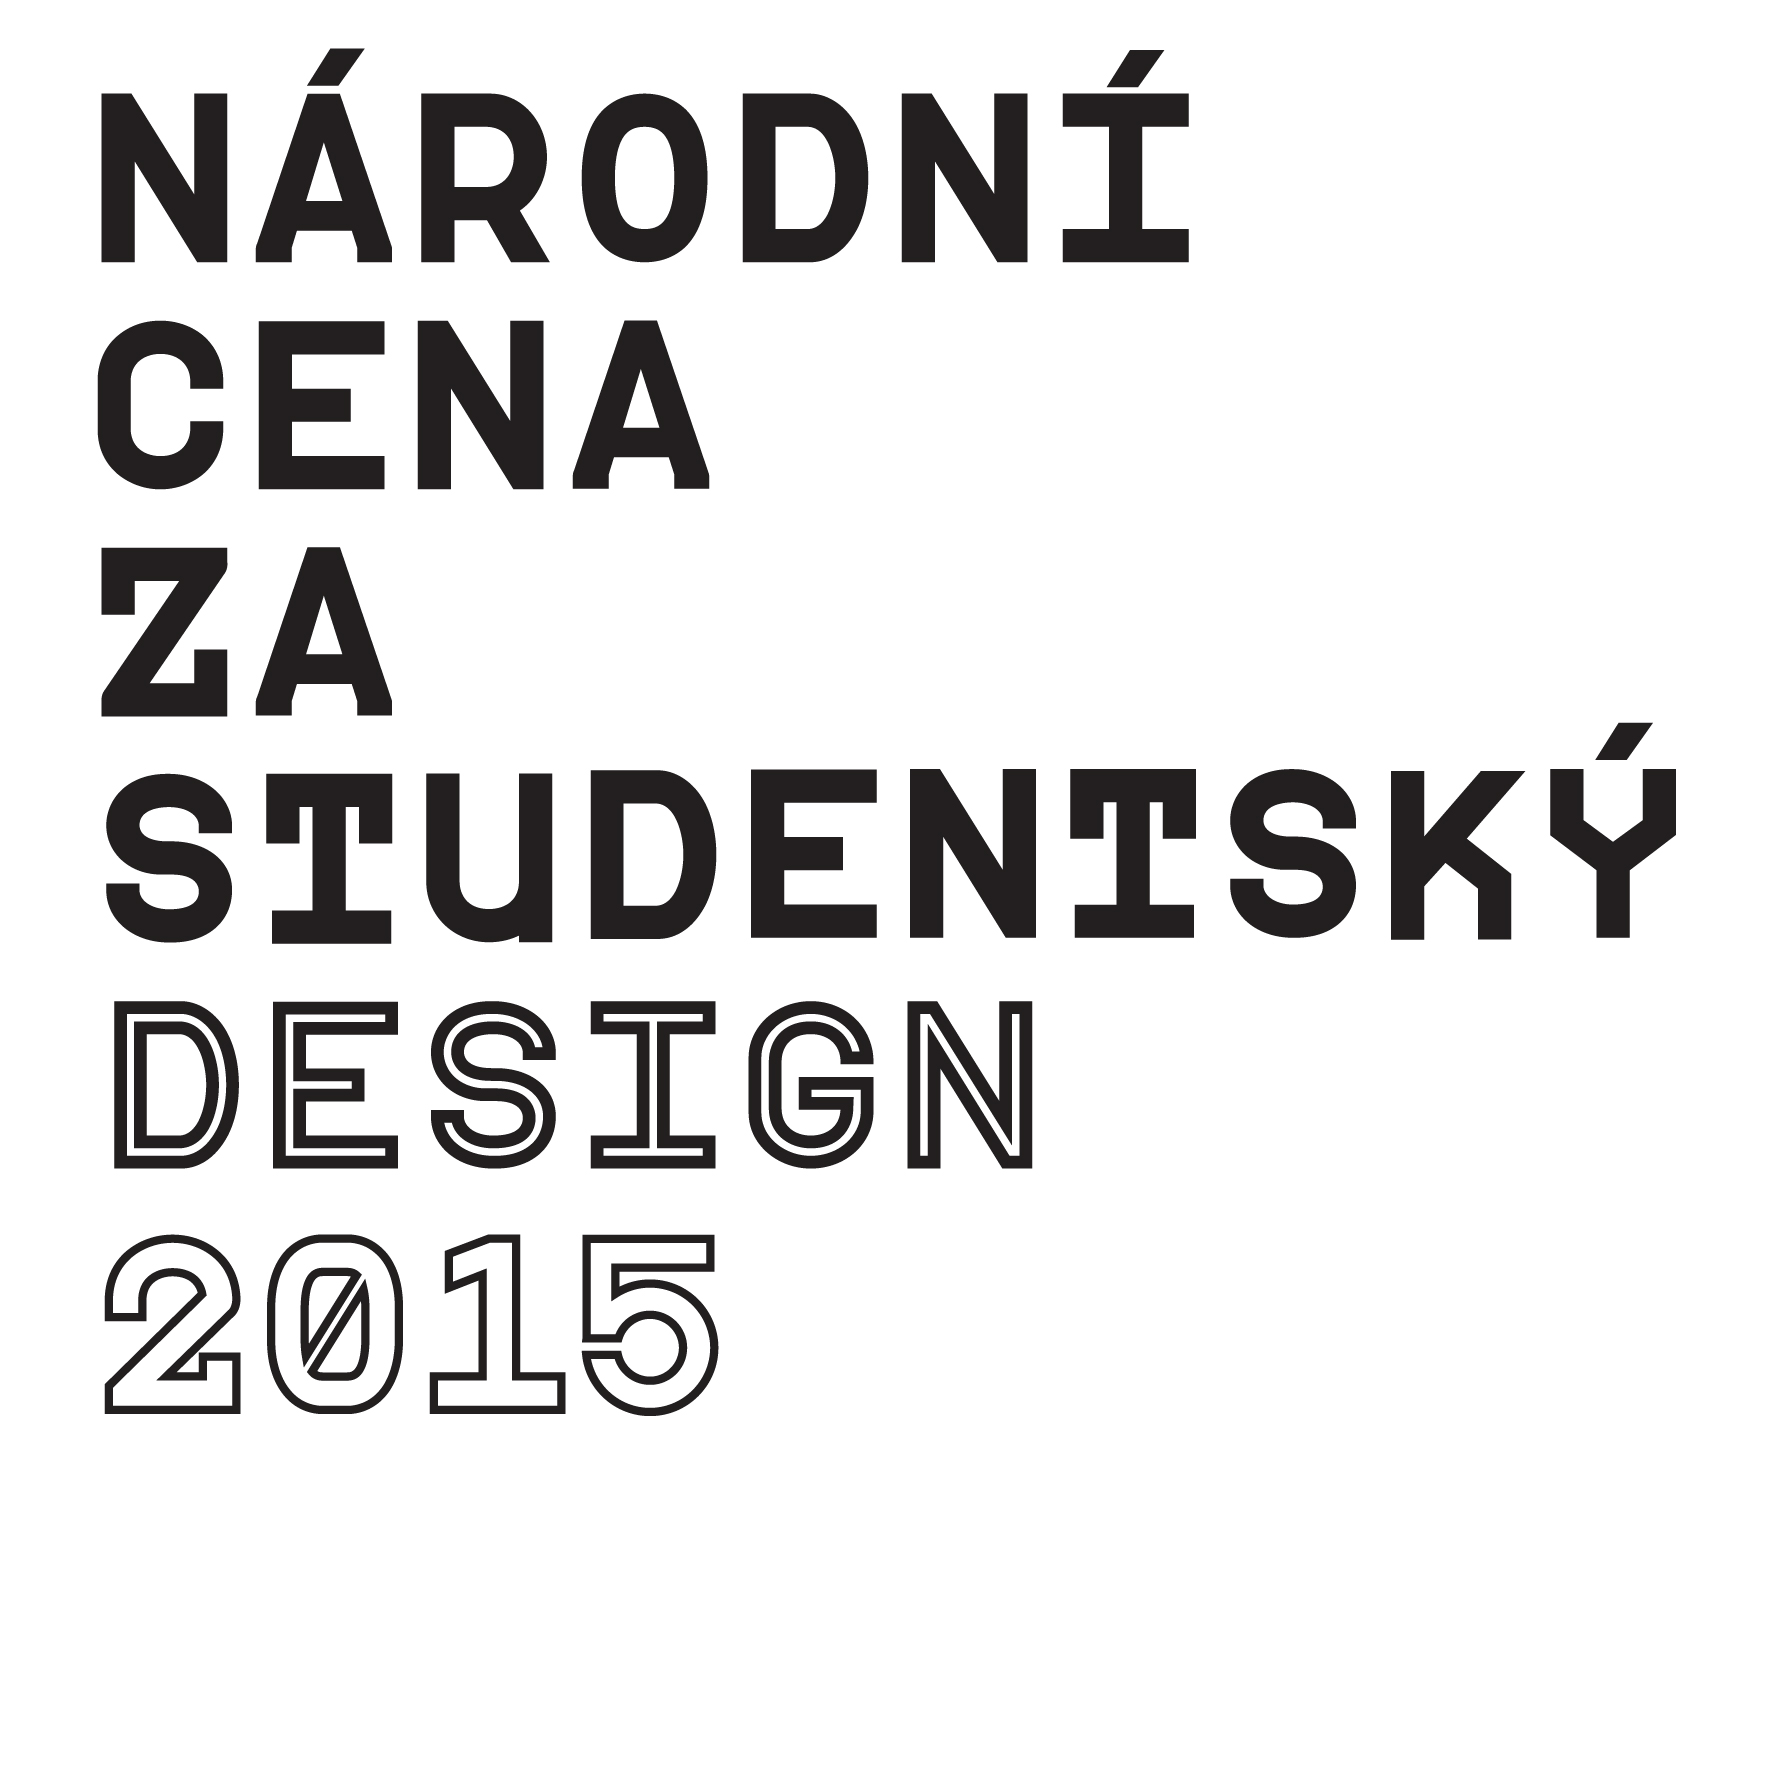 NÁRODNÍ
CENA
ZA
STUDENTSKÝ
DESIGN
2015